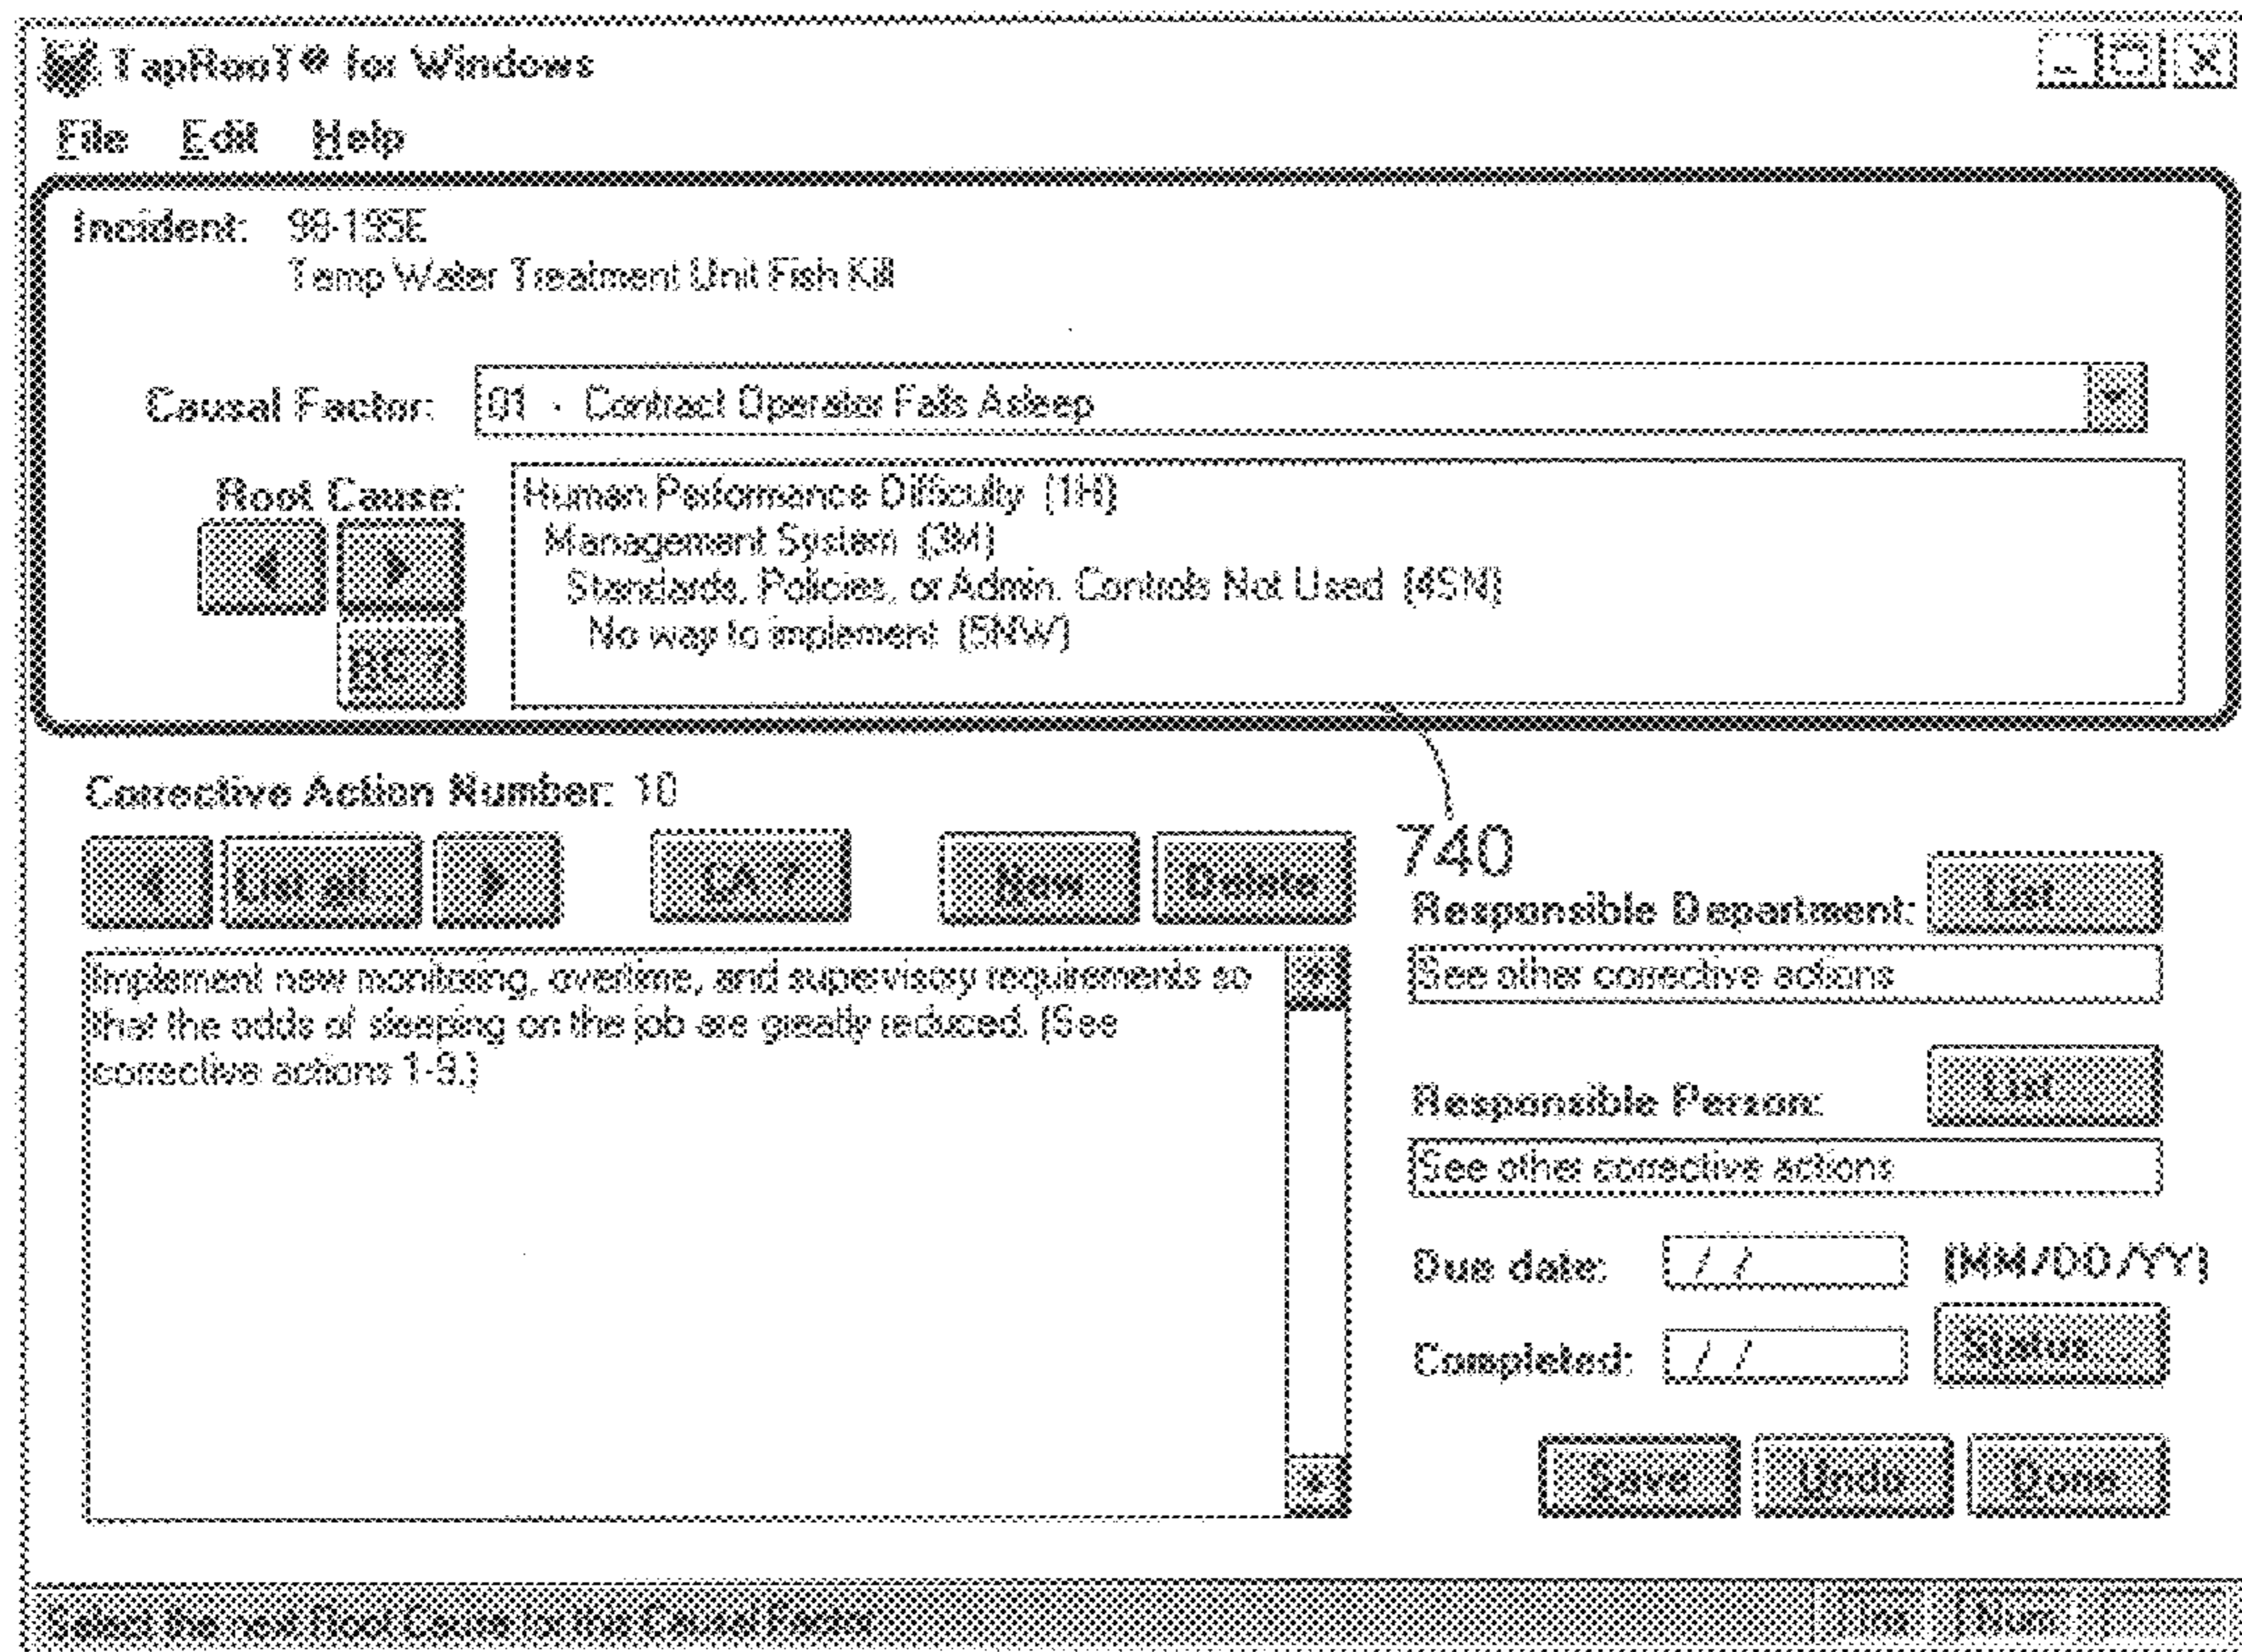 TapRooT® for Windows
File Edit Help
Incident: 98-195E
Temp Water Treatment Unit Fish Kill
Causal Factor: 01 - Contract Operator Falls Asleep
Root Cause:
Human Performance Difficulty (1H)
Management System (3M)
Standards, Policies, or Admin. Controls Not Used (4SN)
No way to implement (5NW)
RC ?
Corrective Action Number: 10
740
List all... CA ? New Delete
Implement new monitoring, overtime, and supervisory requirements so
that the odds of sleeping on the job are greatly reduced. (See
corrective actions 1-9.)
Responsible Department: List...
See other corrective actions
Responsible Person: List...
See other corrective actions
Due date: / / (MM/DD/YY)
Completed: / / Status...
Save Undo Done
Select the next Root Cause for this Causal Factor Ins Num